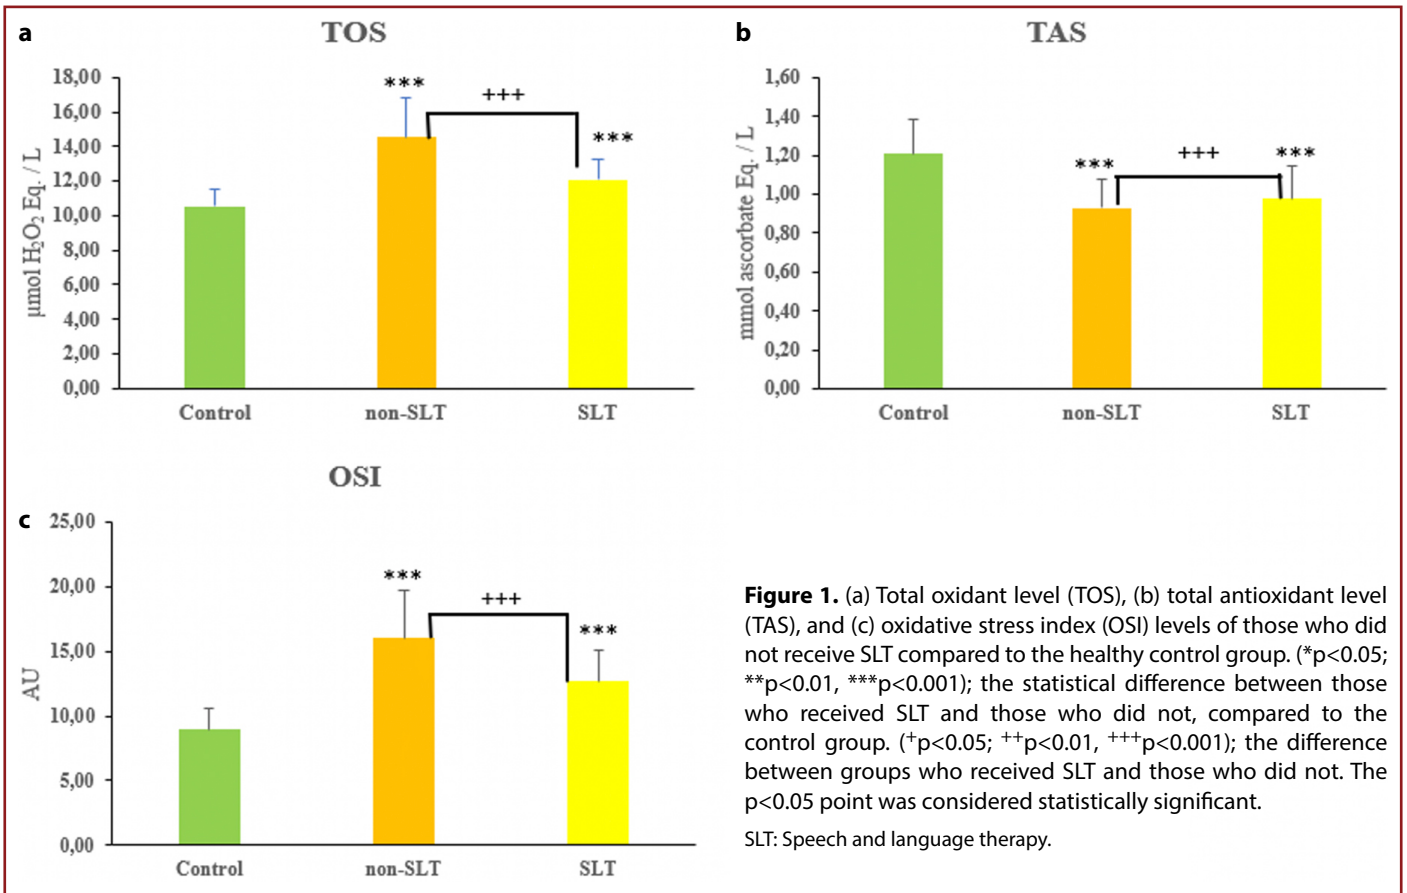 a
TOS
18,00
16,00
14,00
12,00
10,00
8,00
6,00
4,00
2,00
0,00
µmol H₂O₂ Eq. / L
***
+++
***
Control
non-SLT
SLT
b
TAS
1,60
1,40
1,20
1,00
0,80
0,60
0,40
0,20
0,00
mmol ascorbate Eq. / L
***
+++
***
Control
non-SLT
SLT
c
OSI
25,00
20,00
15,00
10,00
5,00
0,00
AU
***
+++
***
Control
non-SLT
SLT
Figure 1. (a) Total oxidant level (TOS), (b) total antioxidant level
(TAS), and (c) oxidative stress index (OSI) levels of those who did
not receive SLT compared to the healthy control group. (*p<0.05;
**p<0.01, ***p<0.001); the statistical difference between those
who received SLT and those who did not, compared to the
control group. (⁺p<0.05; ⁺⁺p<0.01, ⁺⁺⁺p<0.001); the difference
between groups who received SLT and those who did not. The
p<0.05 point was considered statistically significant.
SLT: Speech and language therapy.